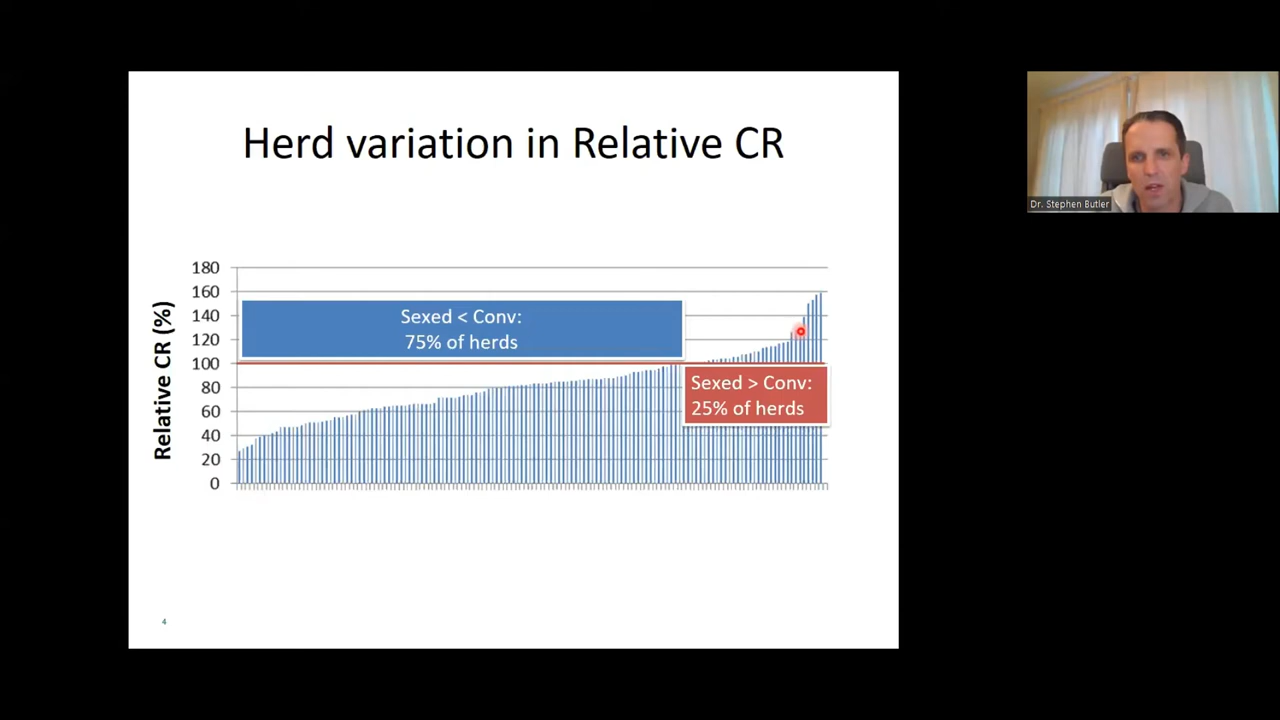 Herd variation in Relative CR
Dr. Stephen Butler
Relative CR (%)
180
160
140
120
100
80
60
40
20
0
Sexed < Conv:
75% of herds
Sexed > Conv:
25% of herds
4